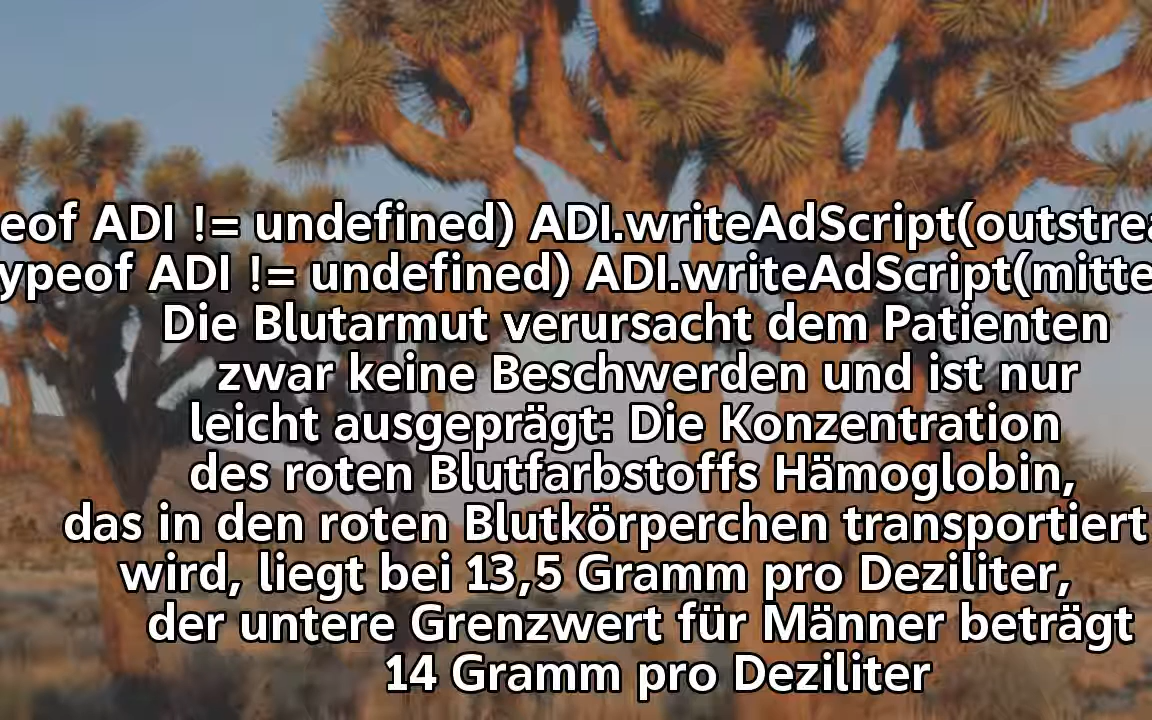 eof ADI != undefined) ADI.writeAdScript(outstrea
ypeof ADI != undefined) ADI.writeAdScript(mitte
Die Blutarmut verursacht dem Patienten
zwar keine Beschwerden und ist nur
leicht ausgeprägt: Die Konzentration
des roten Blutfarbstoffs Hämoglobin,
das in den roten Blutkörperchen transportiert
wird, liegt bei 13,5 Gramm pro Deziliter,
der untere Grenzwert für Männer beträgt
14 Gramm pro Deziliter